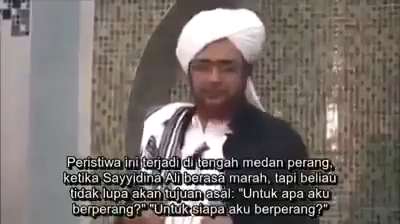 Peristiwa ini terjadi di tengah medan perang,
ketika Sayyidina Ali berasa marah, tapi beliau
tidak lupa akan tujuan asal: "Untuk apa aku
berperang?" "Untuk siapa aku berperang?"